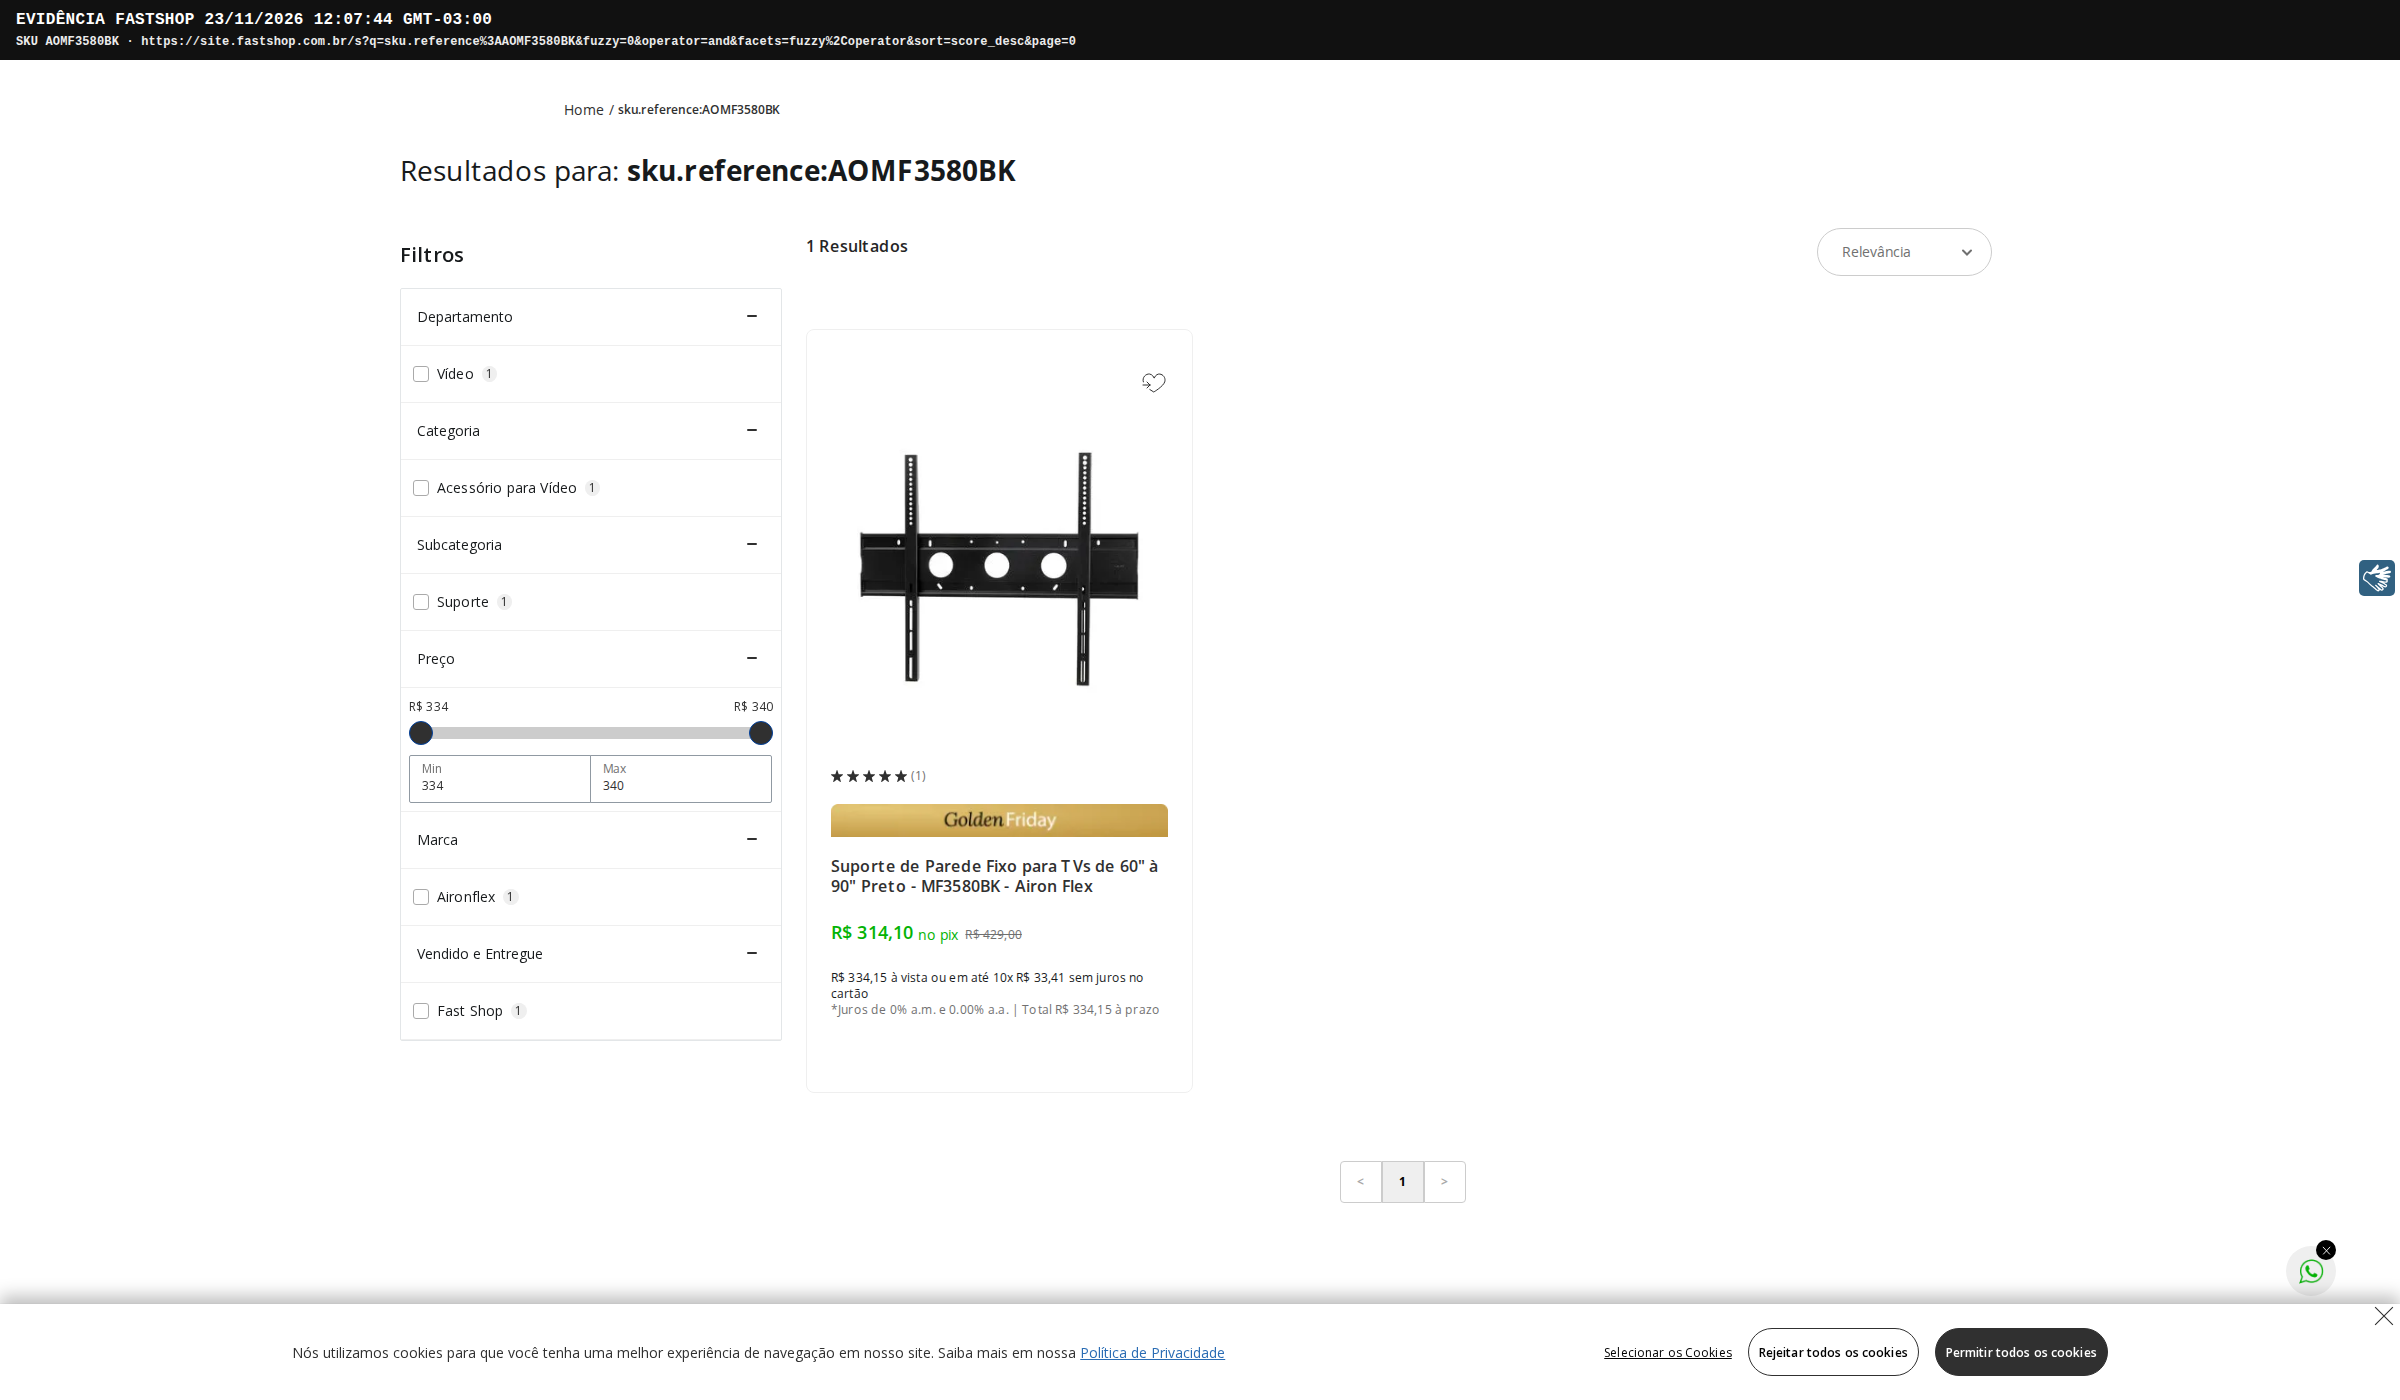 EVIDÊNCIA FASTSHOP 23/11/2026 12:07:44 GMT-03:00
SKU AOMF3580BK · https://site.fastshop.com.br/s?q=sku.reference%3AAOMF3580BK&fuzzy=0&operator=and&facets=fuzzy%2Coperator&sort=score_desc&page=0
Home / sku.reference:AOMF3580BK
Resultados para: sku.reference:AOMF3580BK
Filtros
1 Resultados
Relevância
Departamento
Vídeo 1
Categoria
Acessório para Vídeo 1
Subcategoria
Suporte 1
Preço
R$ 334
R$ 340
Min
334
Max
340
Marca
Aironflex 1
Vendido e Entregue
Fast Shop 1
(1)
Golden Friday
Suporte de Parede Fixo para TVs de 60" à
90" Preto - MF3580BK - Airon Flex
R$ 314,10 no pix R$ 429,00
R$ 334,15 à vista ou em até 10x R$ 33,41 sem juros no
cartão
*Juros de 0% a.m. e 0.00% a.a. | Total R$ 334,15 à prazo
< 1 >
Nós utilizamos cookies para que você tenha uma melhor experiência de navegação em nosso site. Saiba mais em nossa Política de Privacidade
Selecionar os Cookies
Rejeitar todos os cookies
Permitir todos os cookies